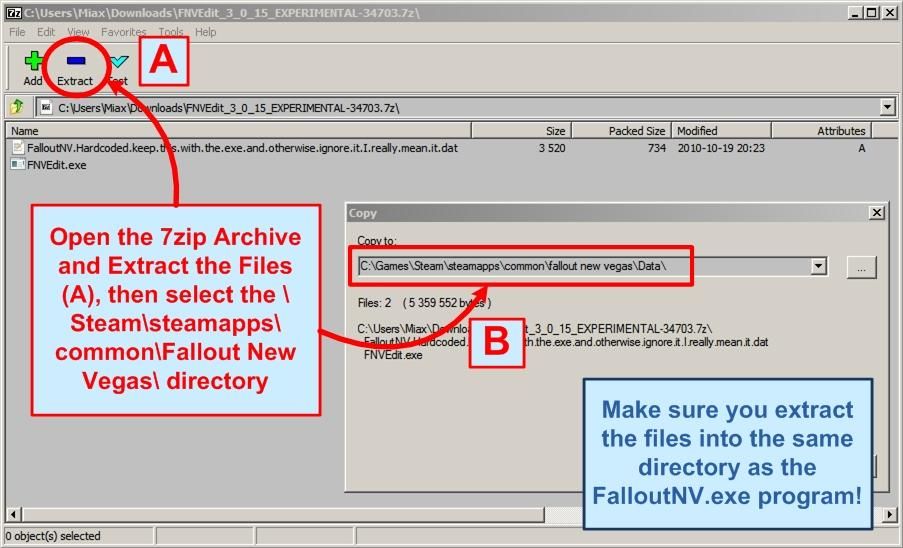 C:\Users\Miax\Downloads\FNVEdit_3_0_15_EXPERIMENTAL-34703.7z\
File Edit View Favorites Tools Help
Add Extract Test
A
C:\Users\Miax\Downloads\FNVEdit_3_0_15_EXPERIMENTAL-34703.7z\
Name Size Packed Size Modified Attributes
FalloutNV.Hardcoded.keep.this.with.the.exe.and.otherwise.ignore.it.I.really.mean.it.dat 3 520 734 2010-10-19 20:23 A
FNVEdit.exe
Open the 7zip Archive
and Extract the Files
(A), then select the \
Steam\steamapps\
common\Fallout New
Vegas\ directory
Copy
Copy to:
C:\Games\Steam\steamapps\common\fallout new vegas\Data\
...
Files: 2 ( 5 359 552 bytes )
C:\Users\Miax\Downlo it_3_0_15_EXPERIMENTAL-34703.7z\
FalloutNV.Hardcoded. th.the.exe.and.otherwise.ignore.it.I.really.mean.it.dat
FNVEdit.exe
B
Make sure you extract
the files into the same
directory as the
FalloutNV.exe program!
0 object(s) selected